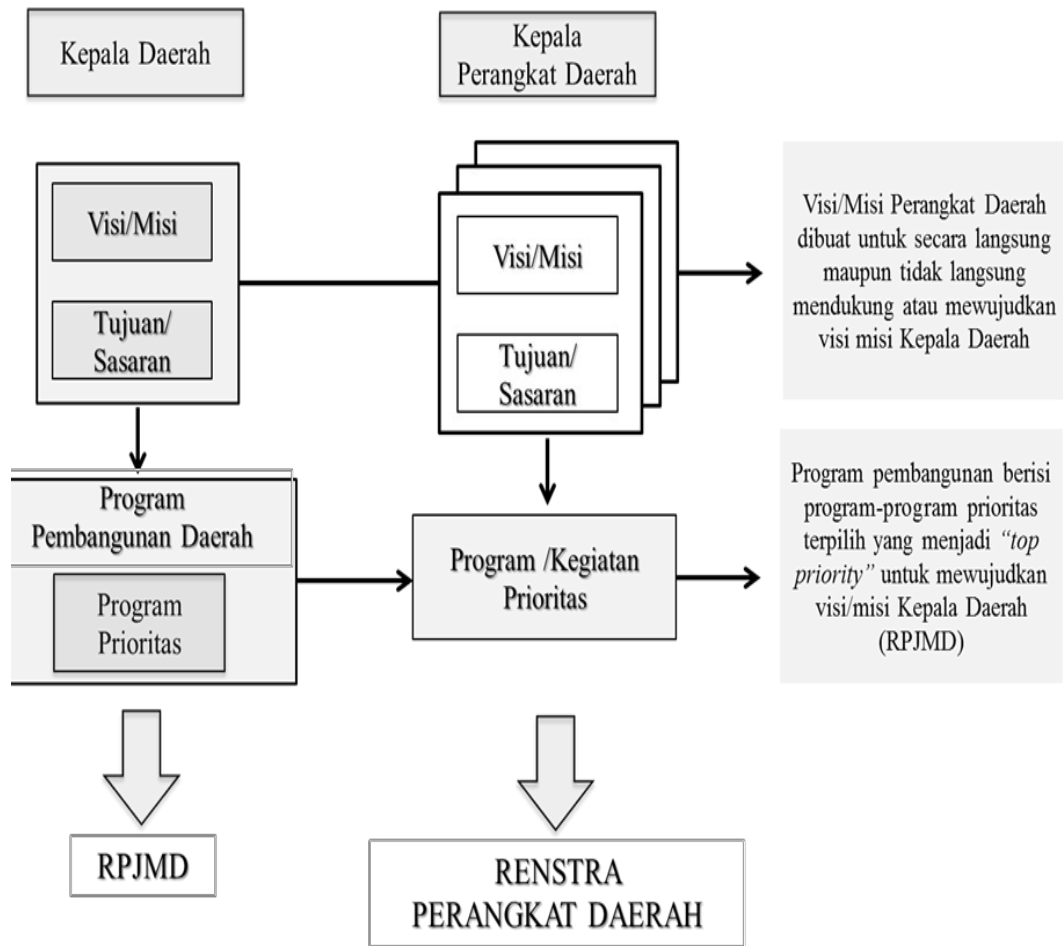 Kepala Daerah
Kepala
Perangkat Daerah
Visi/Misi
Tujuan/
Sasaran
Visi/Misi
Tujuan/
Sasaran
Visi/Misi Perangkat Daerah
dibuat untuk secara langsung
maupun tidak langsung
mendukung atau mewujudkan
visi misi Kepala Daerah
Program
Pembangunan Daerah
Program
Prioritas
Program /Kegiatan
Prioritas
Program pembangunan berisi
program-program prioritas
terpilih yang menjadi “top
priority” untuk mewujudkan
visi/misi Kepala Daerah
(RPJMD)
RPJMD
RENSTRA
PERANGKAT DAERAH